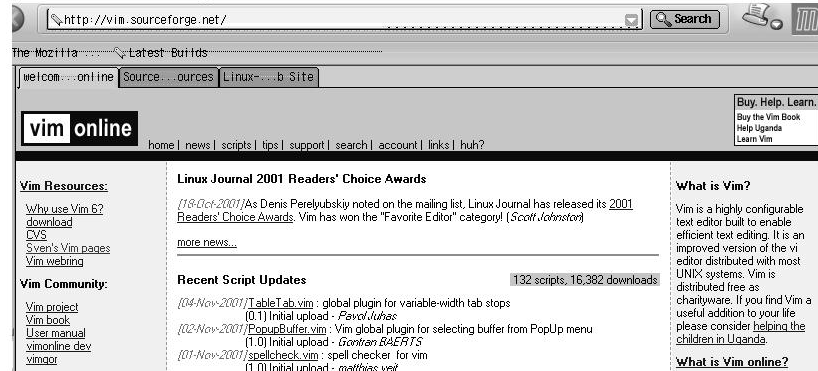 http://vim.sourceforge.net/
Search
The Mozilla ... Latest Builds
welcom...online Source...ources Linux-...b Site
vim online
home | news | scripts | tips | support | search | account | links | huh?
Buy. Help. Learn.
Buy the Vim Book
Help Uganda
Learn Vim
Vim Resources:
Why use Vim 6?
download
CVS
Sven's Vim pages
Vim webring
Vim Community:
Vim project
Vim book
User manual
vimonline dev
vimgor
Linux Journal 2001 Readers' Choice Awards
[18-Oct-2001]As Denis Perelyubskiy noted on the mailing list, Linux Journal has released its 2001
Readers' Choice Awards. Vim has won the "Favorite Editor" category! (Scott Johnston)
more news...
Recent Script Updates 132 scripts, 16,382 downloads
[04-Nov-2001]TableTab.vim : global plugin for variable-width tab stops
(0.1) Initial upload - Pavol Juhas
[02-Nov-2001]PopupBuffer.vim : Vim global plugin for selecting buffer from PopUp menu
(1.0) Initial upload - Gontran BAERTS
[01-Nov-2001]spellcheck.vim : spell checker for vim
(1.0) Initial upload - matthias veit
What is Vim?
Vim is a highly configurable
text editor built to enable
efficient text editing. It is an
improved version of the vi
editor distributed with most
UNIX systems. Vim is
distributed free as
charityware. If you find Vim a
useful addition to your life
please consider helping the
children in Uganda.
What is Vim online?